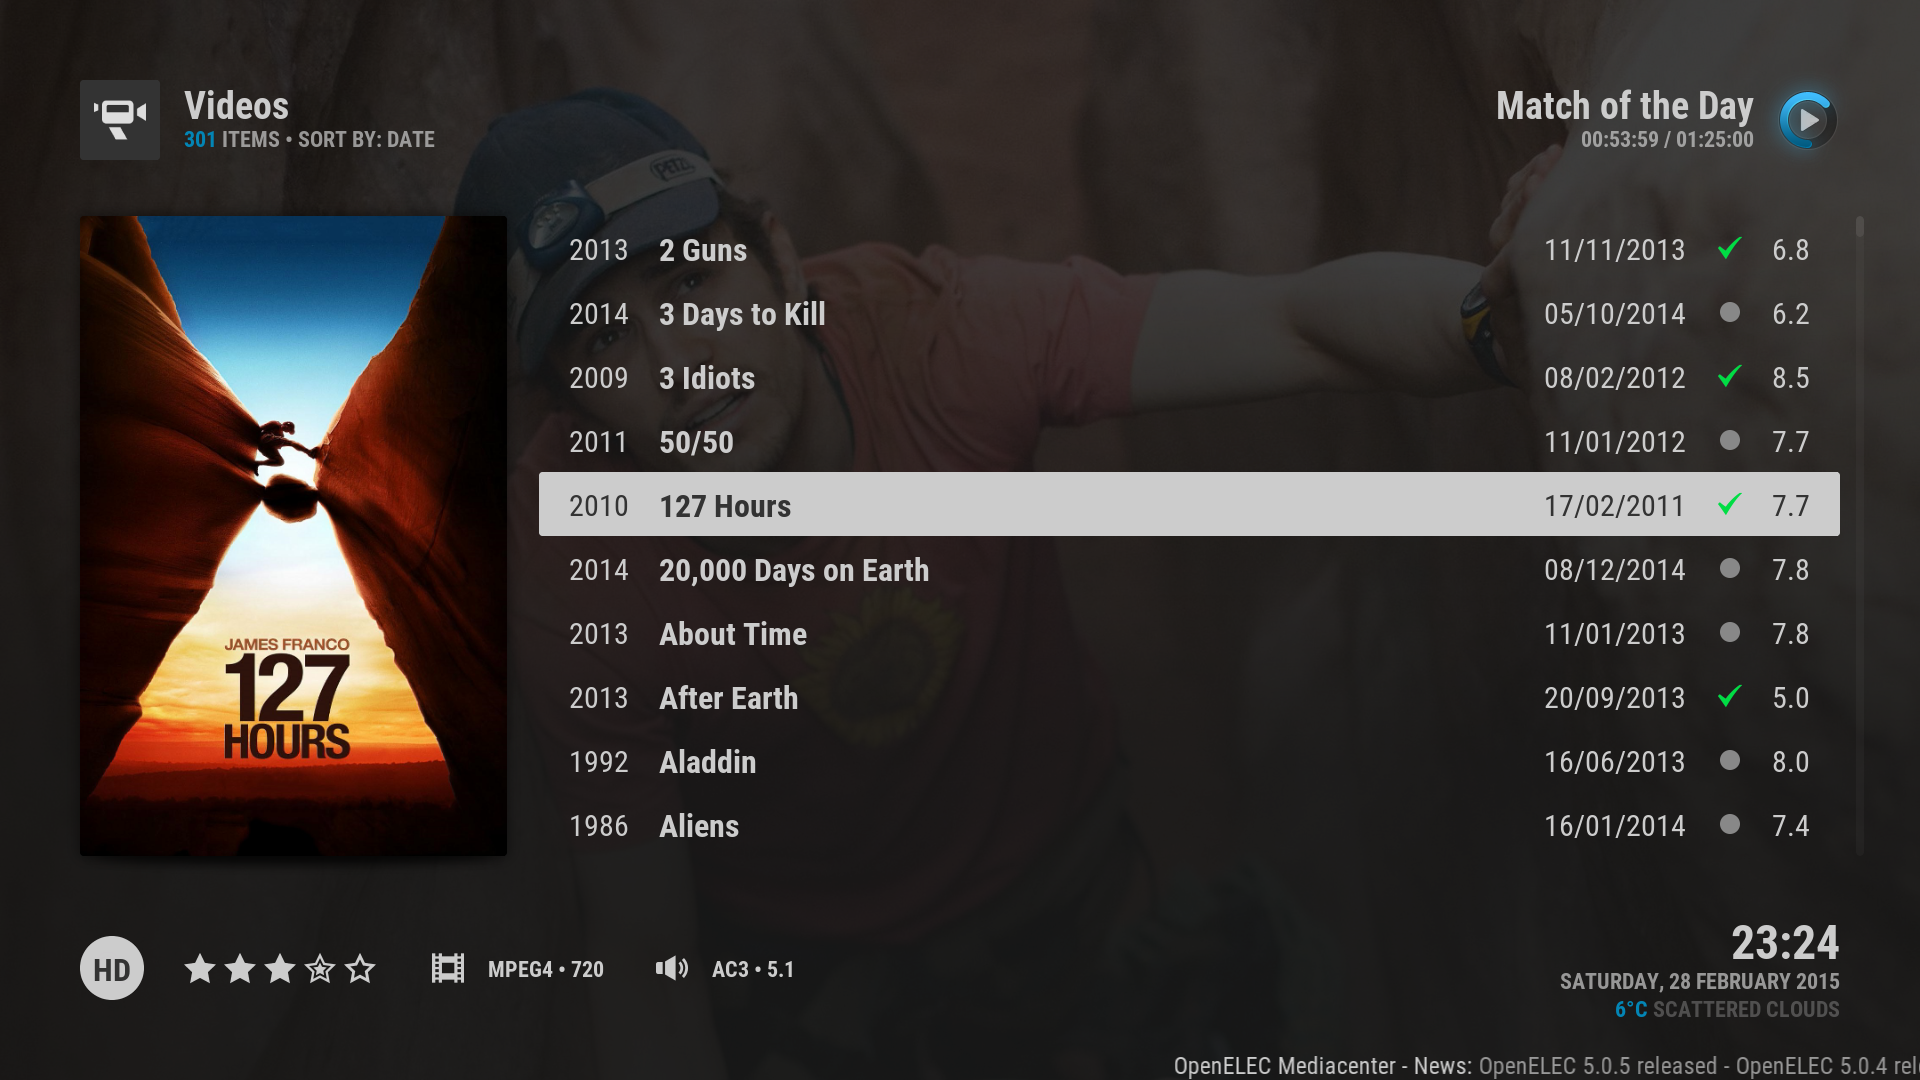 Videos
301 ITEMS • SORT BY: DATE
Match of the Day
00:53:59 / 01:25:00
PETZL
2013 2 Guns 11/11/2013 6.8
2014 3 Days to Kill 05/10/2014 6.2
2009 3 Idiots 08/02/2012 8.5
2011 50/50 11/01/2012 7.7
2010 127 Hours 17/02/2011 7.7
2014 20,000 Days on Earth 08/12/2014 7.8
2013 About Time 11/01/2013 7.8
2013 After Earth 20/09/2013 5.0
1992 Aladdin 16/06/2013 8.0
1986 Aliens 16/01/2014 7.4
JAMES FRANCO
127
HOURS
HD MPEG4 • 720 AC3 • 5.1
23:24
SATURDAY, 28 FEBRUARY 2015
6°C SCATTERED CLOUDS
OpenELEC Mediacenter - News: OpenELEC 5.0.5 released - OpenELEC 5.0.4 rel